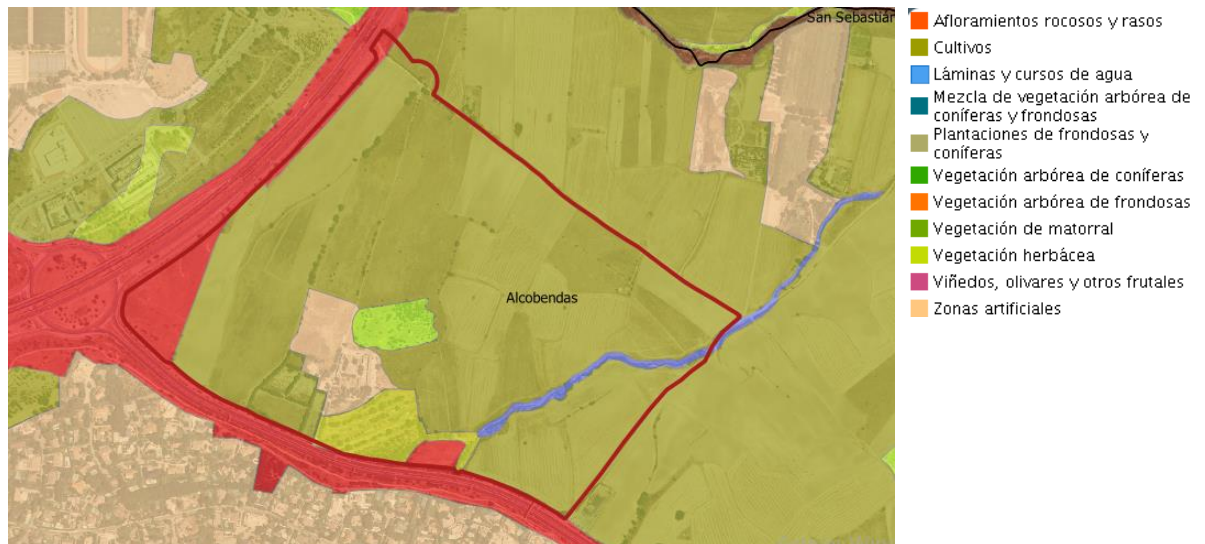 San Sebastián
Alcobendas
Afloramientos rocosos y rasos
Cultivos
Láminas y cursos de agua
Mezcla de vegetación arbórea de
coníferas y frondosas
Plantaciones de frondosas y
coníferas
Vegetación arbórea de coníferas
Vegetación arbórea de frondosas
Vegetación de matorral
Vegetación herbácea
Viñedos, olivares y otros frutales
Zonas artificiales